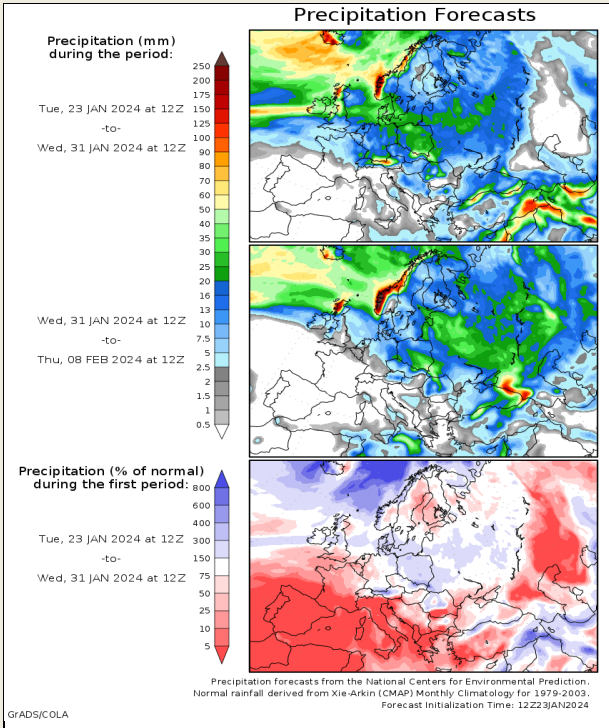 Precipitation Forecasts
Precipitation (mm)
during the period:
Tue, 23 JAN 2024 at 12Z
-to-
Wed, 31 JAN 2024 at 12Z
250
200
175
150
125
100
90
80
70
60
50
40
35
30
25
20
16
13
10
7.5
5
2.5
2
1.5
1
0.5
Wed, 31 JAN 2024 at 12Z
-to-
Thu, 08 FEB 2024 at 12Z
Precipitation (% of normal)
during the first period:
Tue, 23 JAN 2024 at 12Z
-to-
Wed, 31 JAN 2024 at 12Z
800
600
400
300
150
75
50
25
10
5
Precipitation forecasts from the National Centers for Environmental Prediction.
Normal rainfall derived from Xie-Arkin (CMAP) Monthly Climatology for 1979-2003.
Forecast Initialization Time: 12Z23JAN2024
GrADS/COLA